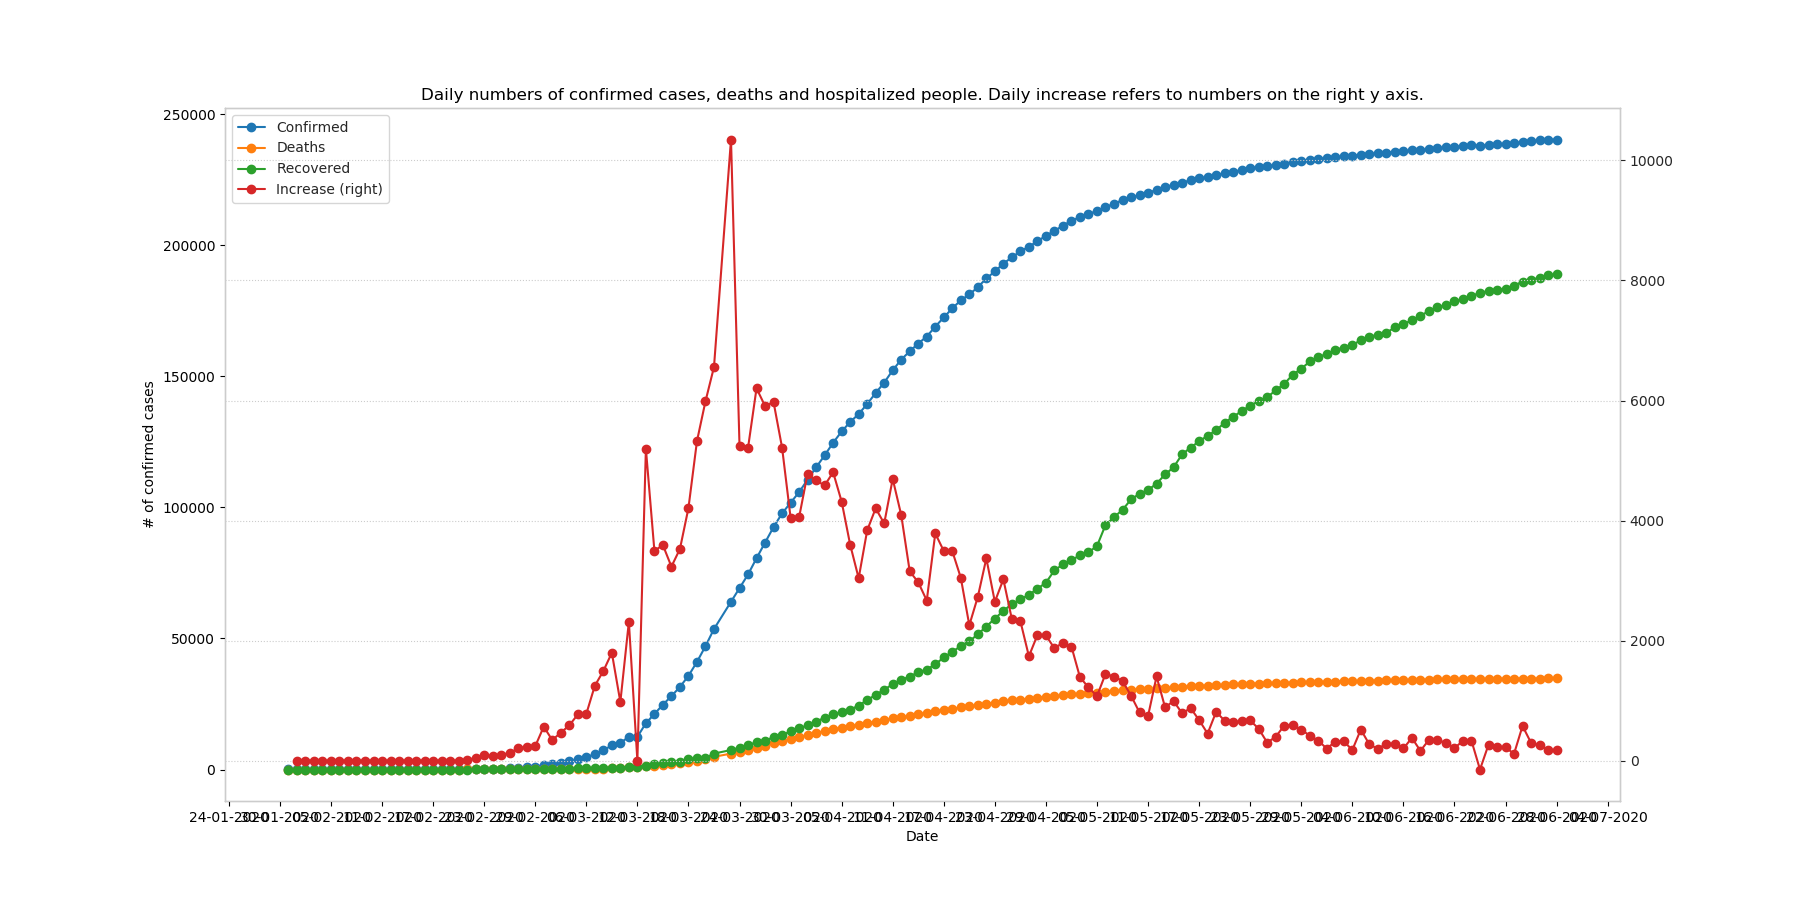 Daily numbers of confirmed cases, deaths and hospitalized people. Daily increase refers to numbers on the right y axis.
Confirmed
Deaths
Recovered
Increase (right)
250000
200000
150000
100000
50000
0
# of confirmed cases
10000
8000
6000
4000
2000
0
24-01-2020 30-01-2020 05-02-2020 11-02-2020 17-02-2020 23-02-2020 29-02-2020 06-03-2020 12-03-2020 18-03-2020 24-03-2020 30-03-2020 05-04-2020 11-04-2020 17-04-2020 23-04-2020 29-04-2020 05-05-2020 11-05-2020 17-05-2020 23-05-2020 29-05-2020 04-06-2020 10-06-2020 16-06-2020 22-06-2020 28-06-2020 04-07-2020
Date